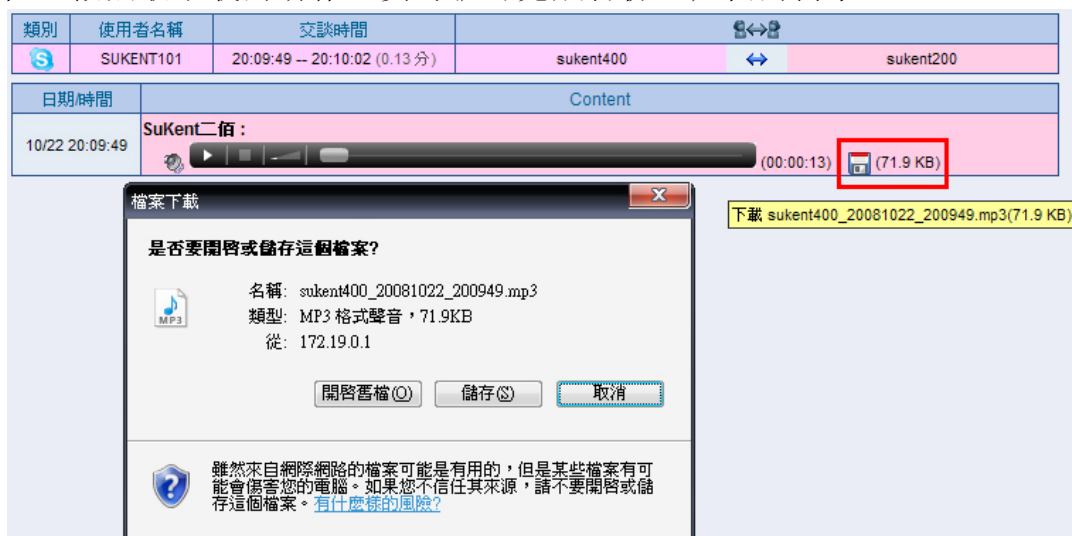 類別 使用者名稱 交談時間
SUKENT101 20:09:49 -- 20:10:02 (0.13 分) sukent400 sukent200
日期/時間 Content
10/22 20:09:49 SuKent二佰：
(00:00:13) (71.9 KB)
下載 sukent400_20081022_200949.mp3(71.9 KB)
檔案下載
是否要開啓或儲存這個檔案?
名稱: sukent400_20081022_200949.mp3
MP3
類型: MP3 格式聲音，71.9KB
從: 172.19.0.1
開啓舊檔(O) 儲存(S) 取消
雖然來自網際網路的檔案可能是有用的，但是某些檔案有可
能會傷害您的電腦。如果您不信任其來源，請不要開啓或儲
存這個檔案。有什麼樣的風險?